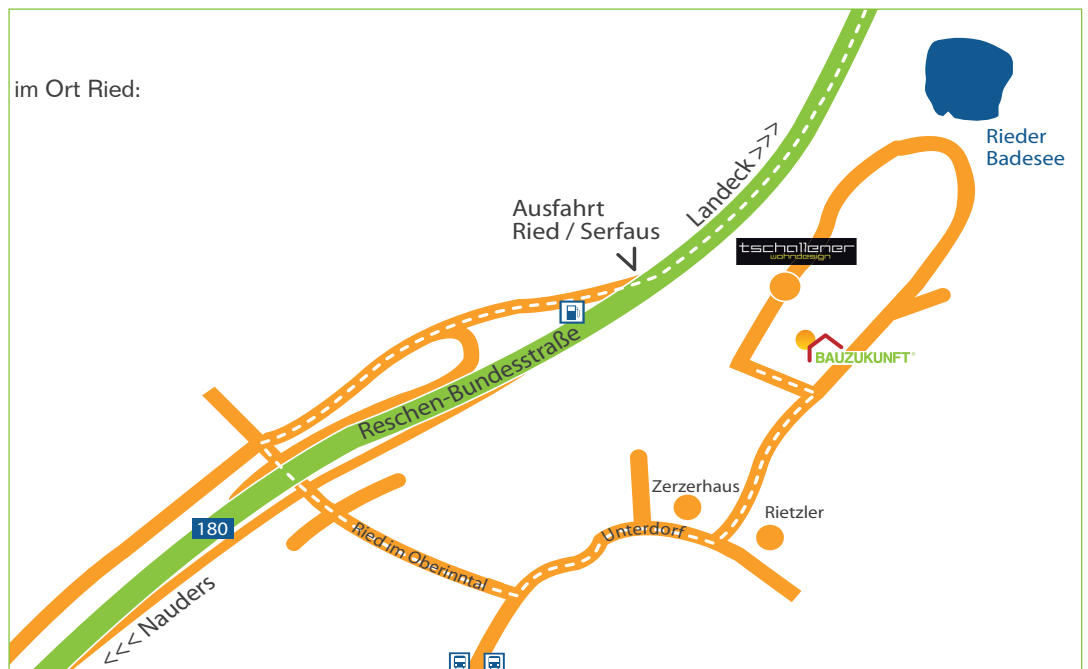 im Ort Ried:
Rieder
Badesee
Landeck >>>
Ausfahrt
Ried / Serfaus
tschallener
wohndesign
BAUZUKUNFT®
Reschen-Bundesstraße
Zerzerhaus
Rietzler
180
Ried im Oberinntal
Unterdorf
<<< Nauders